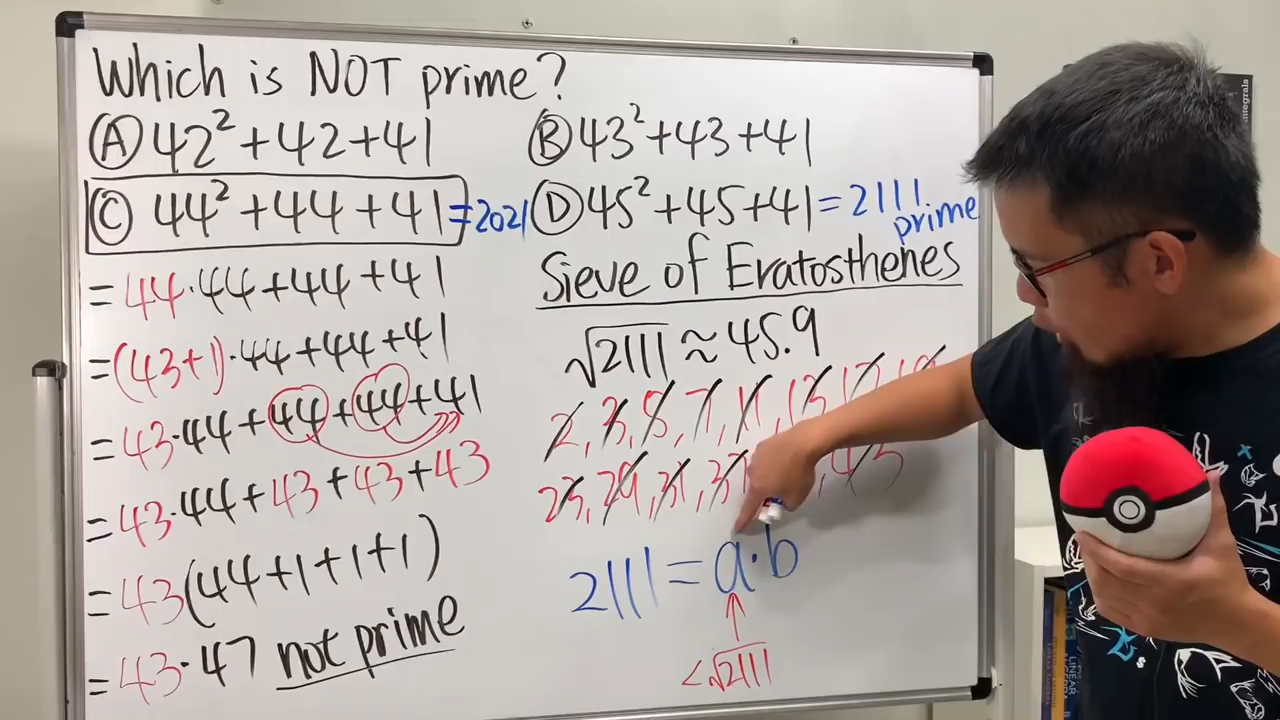 Which is NOT prime?
Ⓐ 42² + 42 + 41
Ⓑ 43² + 43 + 41
Ⓒ 44² + 44 + 41 = 2021
Ⓓ 45² + 45 + 41 = 2111
prime
= 44·44 + 44 + 41
= (43+1)·44 + 44 + 41
= 43·44 + 44 + 44 + 41
= 43·44 + 43 + 43 + 43
= 43(44+1+1+1)
= 43·47 not prime
Sieve of Eratosthenes
√2111 ≈ 45.9
2, 3, 5, 7, 11, 13, 17, 19
23, 29, 31, 37, 43
2111 = a·b
↑
<√2111
integrals
LINEAR